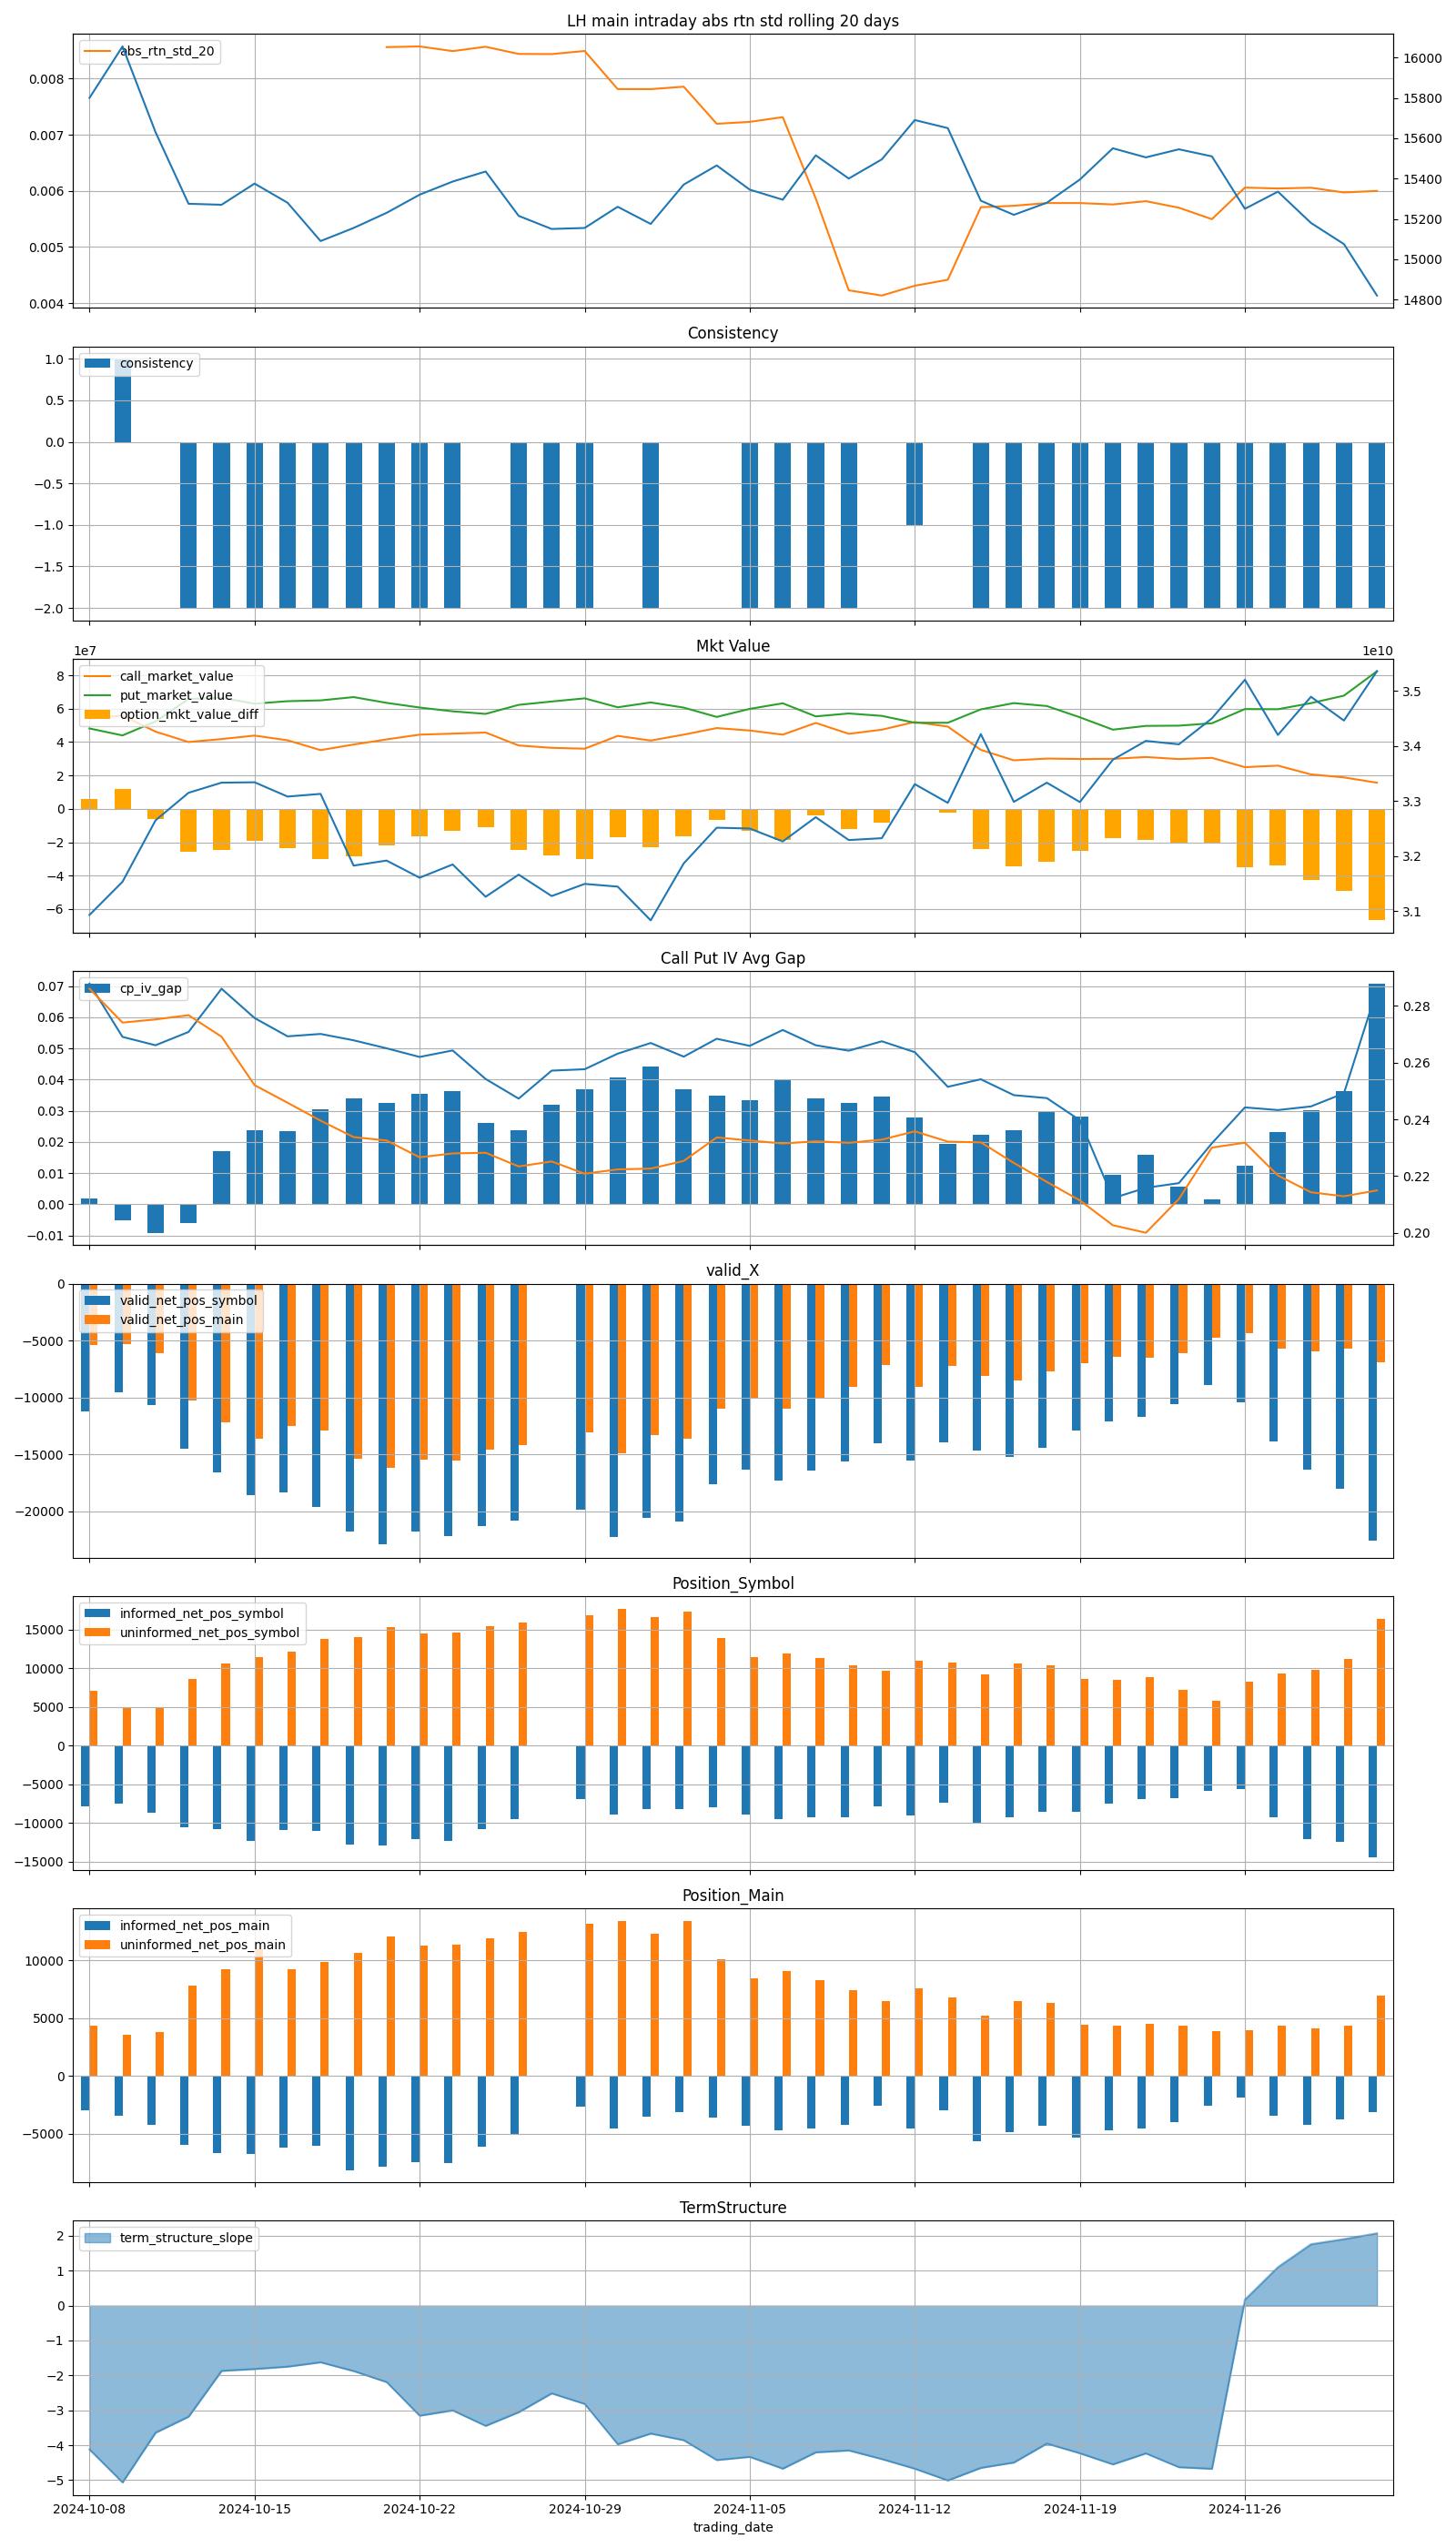 LH main intraday abs rtn std rolling 20 days
abs_rtn_std_20
0.008
0.007
0.006
0.005
0.004
16000
15800
15600
15400
15200
15000
14800
Consistency
consistency
1.0
0.5
0.0
−0.5
−1.0
−1.5
−2.0
Mkt Value
1e7
1e10
call_market_value
put_market_value
option_mkt_value_diff
8
6
4
2
0
−2
−4
−6
3.5
3.4
3.3
3.2
3.1
Call Put IV Avg Gap
cp_iv_gap
0.07
0.06
0.05
0.04
0.03
0.02
0.01
0.00
−0.01
0.28
0.26
0.24
0.22
0.20
valid_X
valid_net_pos_symbol
valid_net_pos_main
0
−5000
−10000
−15000
−20000
Position_Symbol
informed_net_pos_symbol
uninformed_net_pos_symbol
15000
10000
5000
0
−5000
−10000
−15000
Position_Main
informed_net_pos_main
uninformed_net_pos_main
10000
5000
0
−5000
TermStructure
term_structure_slope
2
1
0
−1
−2
−3
−4
−5
2024-10-08 2024-10-15 2024-10-22 2024-10-29 2024-11-05 2024-11-12 2024-11-19 2024-11-26
trading_date